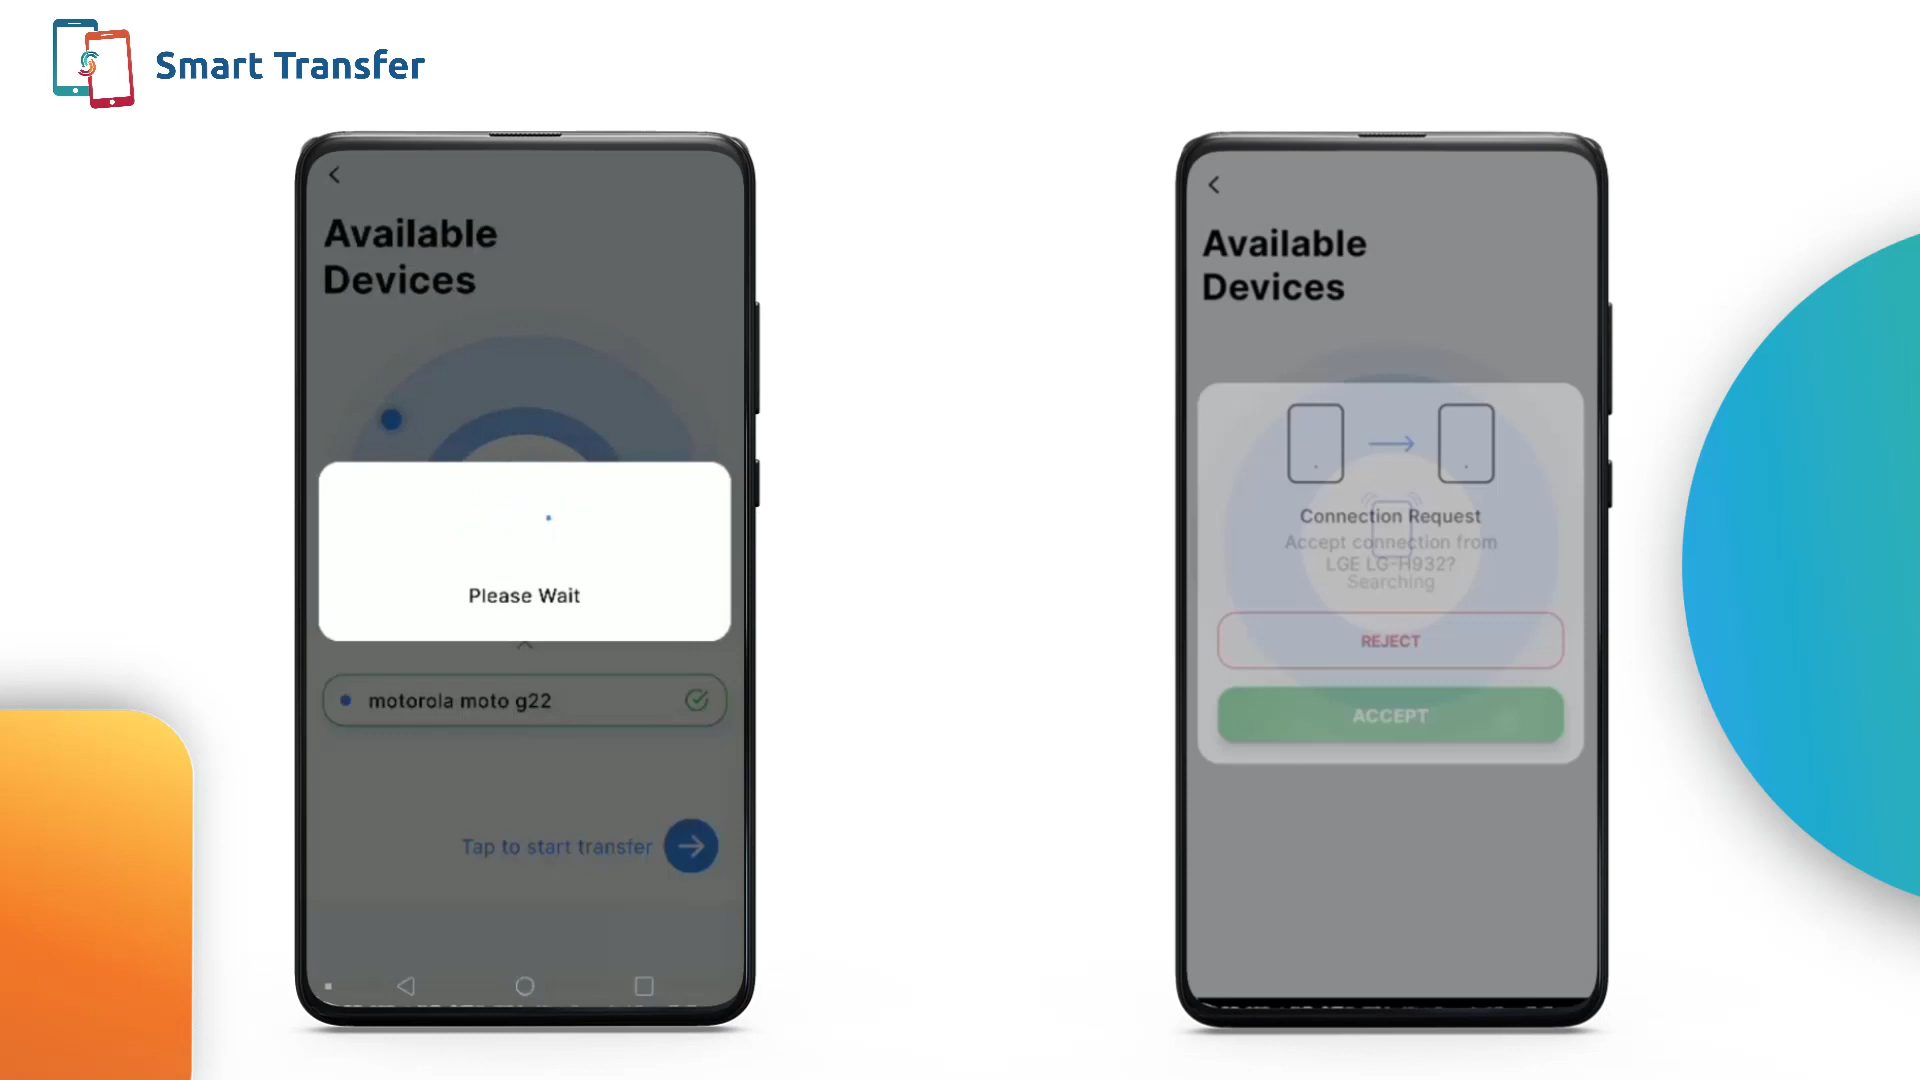 Smart Transfer
Available
Devices
Please Wait
motorola moto g22
Tap to start transfer
Available
Devices
Connection Request
Accept connection from
LGE LG-H932?
Searching
REJECT
ACCEPT